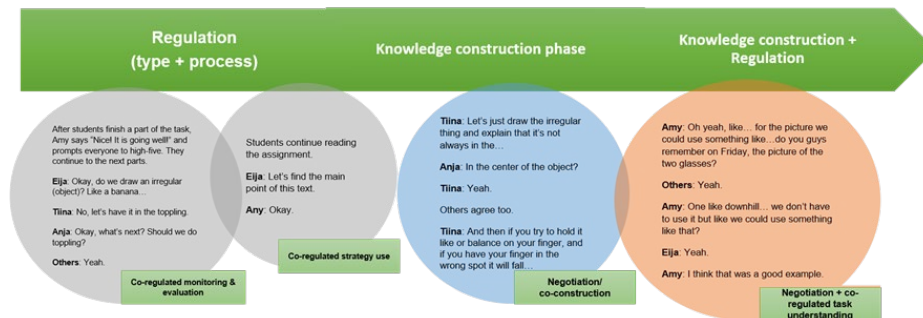 Regulation
(type + process)
Knowledge construction phase
Knowledge construction +
Regulation
After students finish a part of the task,
Amy says "Nice! It is going well!" and
prompts everyone to high-five. They
continue to the next parts.
Eija: Okay, do we draw an irregular
(object)? Like a banana…
Tiina: No, let's have it in the toppling.
Anja: Okay, what's next? Should we do
toppling?
Others: Yeah.
Co-regulated monitoring &
evaluation
Students continue reading
the assignment.
Eija: Let's find the main
point of this text.
Any: Okay.
Co-regulated strategy use
Tiina: Let's just draw the irregular
thing and explain that it's not
always in the…
Anja: In the center of the object?
Tiina: Yeah.
Others agree too.
Tiina: And then if you try to hold it
like or balance on your finger, and
if you have your finger in the
wrong spot it will fall…
Negotiation/
co-construction
Amy: Oh yeah, like… for the picture we
could use something like…do you guys
remember on Friday, the picture of the
two glasses?
Others: Yeah.
Amy: One like downhill… we don't have
to use it but like we could use something
like that?
Eija: Yeah.
Amy: I think that was a good example.
Negotiation + co-
regulated task
understanding